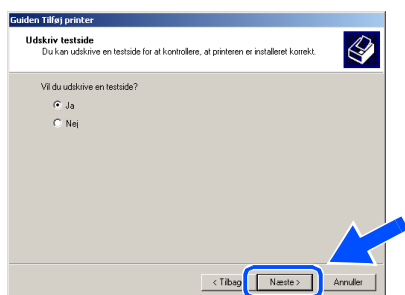 Guiden Tilføj printer
Udskriv testside
Du kan udskrive en testside for at kontrollere, at printeren er installeret korrekt.
Vil du udskrive en testside?
Ja
Nej
< Tilbag
Næste >
Annuller